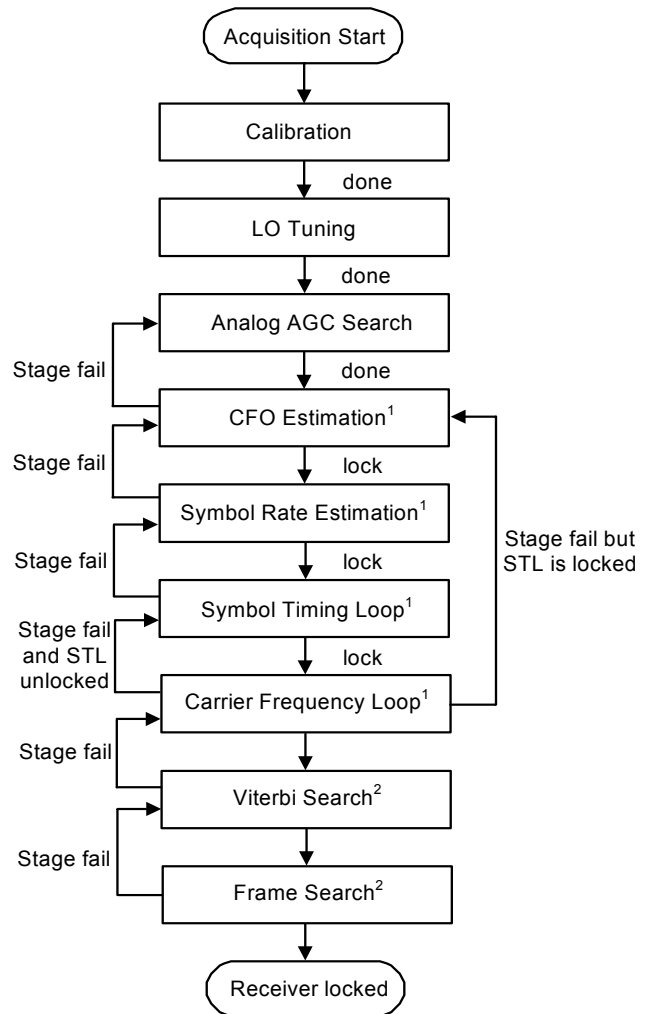 Acquisition Start
Calibration
done
LO Tuning
done
Analog AGC Search
Stage fail
done
CFO Estimation¹
Stage fail
lock
Symbol Rate Estimation¹
Stage fail but
STL is locked
Stage fail
lock
Symbol Timing Loop¹
Stage fail
and STL
unlocked
lock
Carrier Frequency Loop¹
Stage fail
Viterbi Search²
Stage fail
Frame Search²
Receiver locked